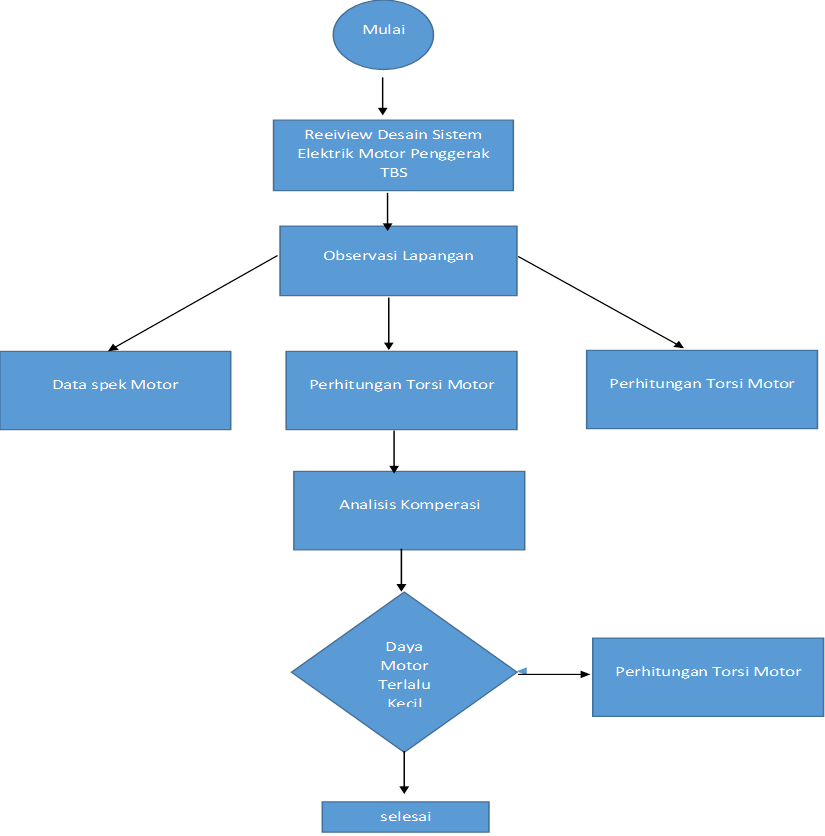 Mulai
Reeiview Desain Sistem
Elektrik Motor Penggerak
TBS
Observasi Lapangan
Data spek Motor
Perhitungan Torsi Motor
Perhitungan Torsi Motor
Analisis Komperasi
Daya
Motor
Terlalu
Kecil
Perhitungan Torsi Motor
selesai